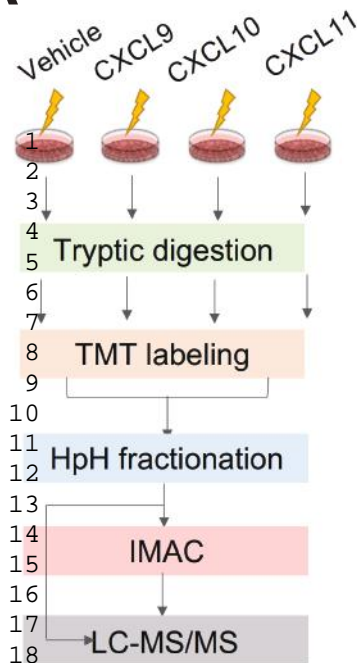 Vehicle CXCL9 CXCL10 CXCL11
1
2
3
4
5 Tryptic digestion
6
7
8 TMT labeling
9
10
11
12 HpH fractionation
13
14
15 IMAC
16
17
18 LC-MS/MS